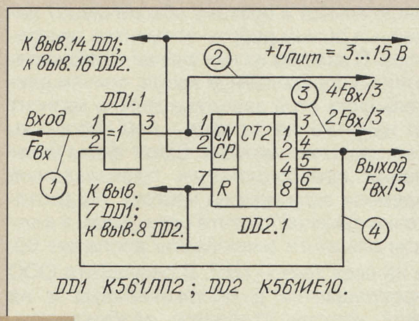 К выв.14 DD1;
к выв.16 DD2.
+Uпит = 3...15 В
2
4Fвх/3
3
2Fвх/3
DD1.1
Вход
Fвх
1
1
2
=1
3
1
2
7
CN
CP
R
CT2
1
2
4
8
3
4
5
6
Выход
Fвх/3
К выв.
7 DD1;
к выв.8 DD2.
DD2.1
4
DD1 К561ЛП2; DD2 К561ИЕ10.